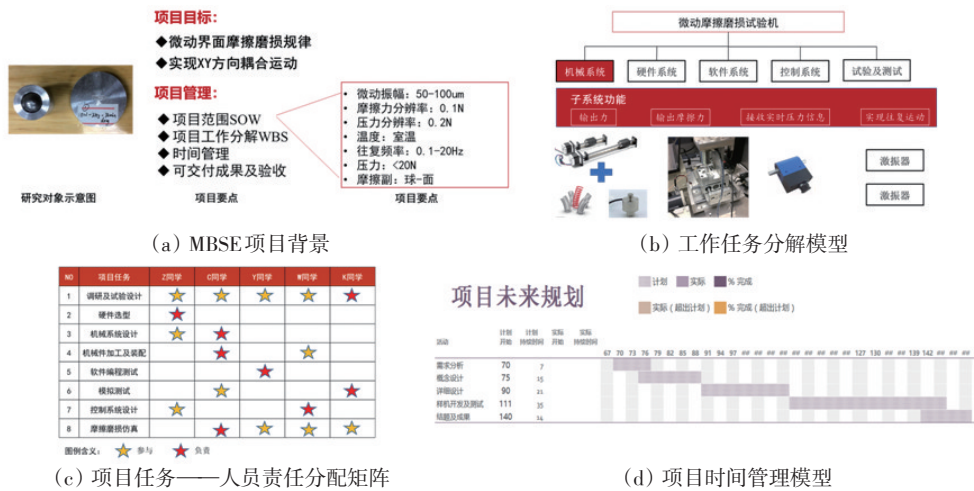 项目目标:
◆微动界面摩擦磨损规律
◆实现XY方向耦合运动
项目管理:
◆项目范围SOW
◆项目工作分解WBS
◆时间管理
◆可交付成果及验收
• 微动振幅: 50-100um
• 摩擦力分辨率: 0.1N
• 压力分辨率: 0.2N
• 温度: 室温
• 往复频率: 0.1-20Hz
• 压力: <20N
• 摩擦副: 球-面
研究对象示意图 项目要点 项目要点
(a) MBSE项目背景
微动摩擦磨损试验机
机械系统 硬件系统 软件系统 控制系统 试验及测试
子系统功能
输出力 输出摩擦力 接收实时压力信息 实现往复运动
激振器
激振器
(b) 工作任务分解模型
NO 项目任务 Z同学 C同学 Y同学 W同学 K同学
1 调研及试验设计
2 硬件选型
3 机械系统设计
4 机械件加工及装配
5 软件编程测试
6 模拟测试
7 控制系统设计
8 摩擦磨损仿真
图例含义: 参与 负责
(c) 项目任务——人员责任分配矩阵
项目未来规划
计划 实际 % 完成
实际(超出计划) % 完成(超出计划)
活动 计划开始 计划持续时间 实际开始 实际持续时间
67 70 73 76 79 82 85 88 91 94 97 ## ## ## ## ## ## ## ## ## 127 130 ## ## 139 142 ## ##
需求分析 70 7
概念设计 75 15
详细设计 90 21
样机开发及测试 111 35
结题及成果 140 14
(d) 项目时间管理模型